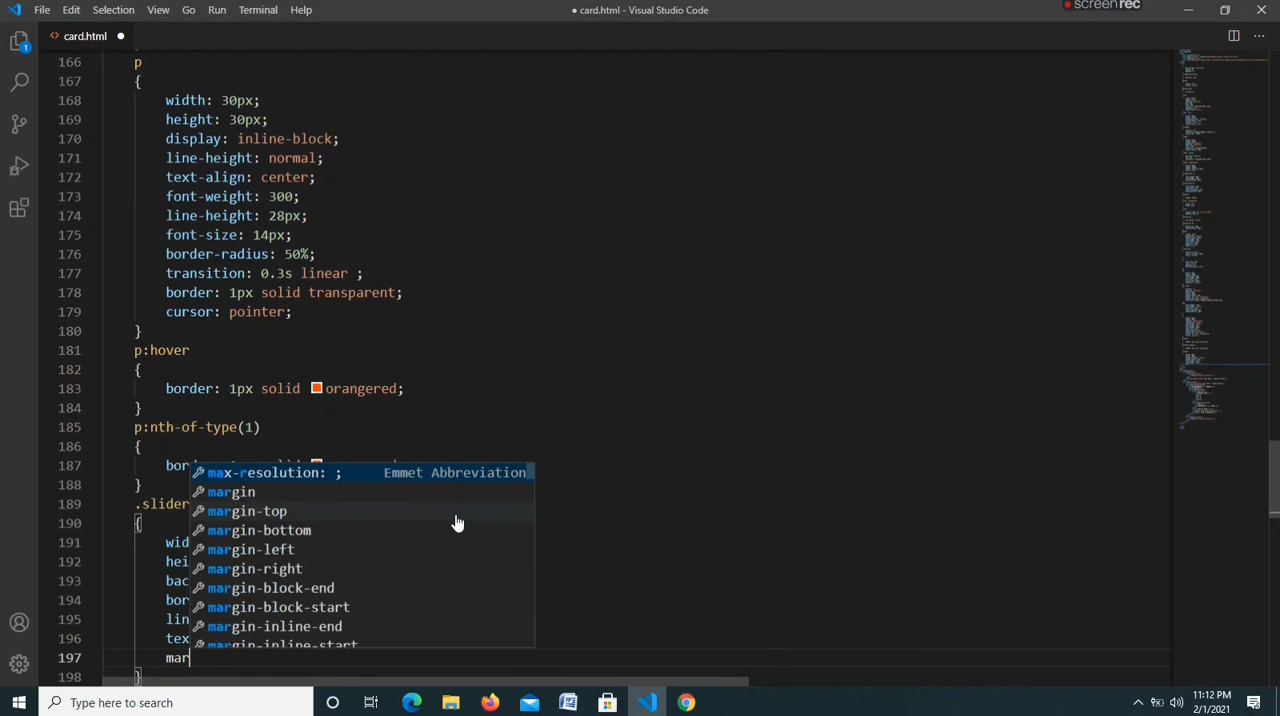 File Edit Selection View Go Run Terminal Help
● card.html - Visual Studio Code
screenrec
<> card.html ●
1
166 p
167 {
168 width: 30px;
169 height: 30px;
170 display: inline-block;
171 line-height: normal;
172 text-align: center;
173 font-weight: 300;
174 line-height: 28px;
175 font-size: 14px;
176 border-radius: 50%;
177 transition: 0.3s linear ;
178 border: 1px solid transparent;
179 cursor: pointer;
180 }
181 p:hover
182 {
183 border: 1px solid orangered;
184 }
185 p:nth-of-type(1)
186 {
187 bor
max-resolution: ; Emmet Abbreviation
188 }
margin
189 .slider
margin-top
190 {
margin-bottom
191 wid
margin-left
192 hei
margin-right
193 bac
margin-block-end
194 bor
margin-block-start
195 lin
margin-inline-end
196 tex
margin-inline-start
197 mar
198 }
Type here to search
11:12 PM
2/1/2021